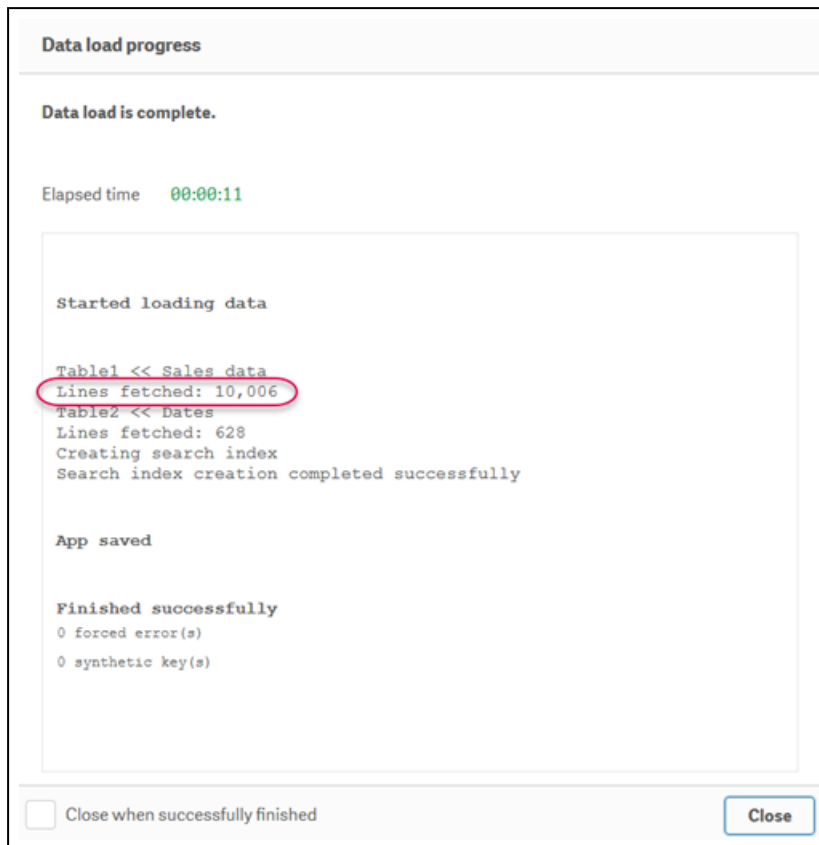 Data load progress
Data load is complete.
Elapsed time 00:00:11
Started loading data
Table1 << Sales data
Lines fetched: 10,006
Table2 << Dates
Lines fetched: 628
Creating search index
Search index creation completed successfully
App saved
Finished successfully
0 forced error(s)
0 synthetic key(s)
Close when successfully finished
Close